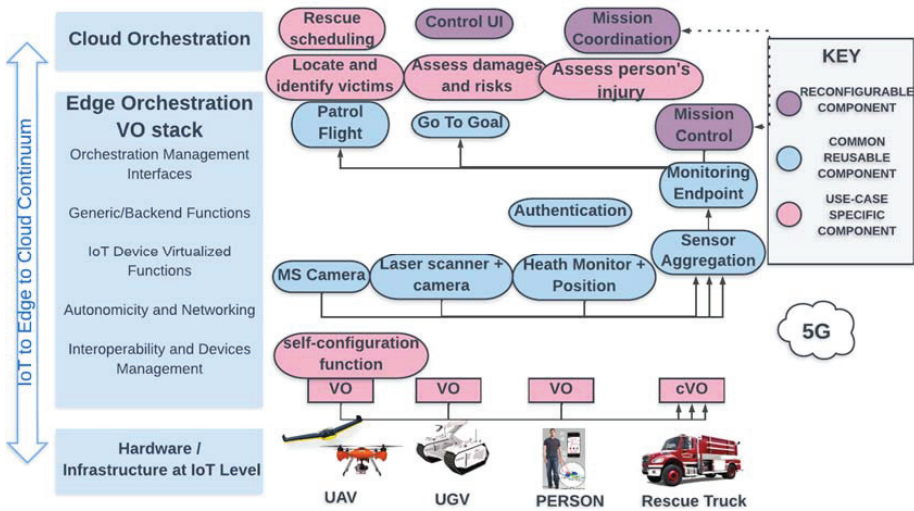 IoT to Edge to Cloud Continuum
Cloud Orchestration
Rescue
scheduling
Control UI
Mission
Coordination
Locate and
identify victims
Assess damages
and risks
Assess person's
injury
Edge Orchestration
VO stack
Orchestration Management
Interfaces
Generic/Backend Functions
IoT Device Virtualized
Functions
Autonomicity and Networking
Interoperability and Devices
Management
Patrol
Flight
Go To Goal
Mission
Control
Monitoring
Endpoint
Authentication
Sensor
Aggregation
MS Camera
Laser scanner +
camera
Heath Monitor +
Position
self-configuration
function
VO
VO
VO
cVO
Hardware /
Infrastructure at IoT Level
UAV
UGV
PERSON
Rescue Truck
KEY
RECONFIGURABLE
COMPONENT
COMMON
REUSABLE
COMPONENT
USE-CASE
SPECIFIC
COMPONENT
5G